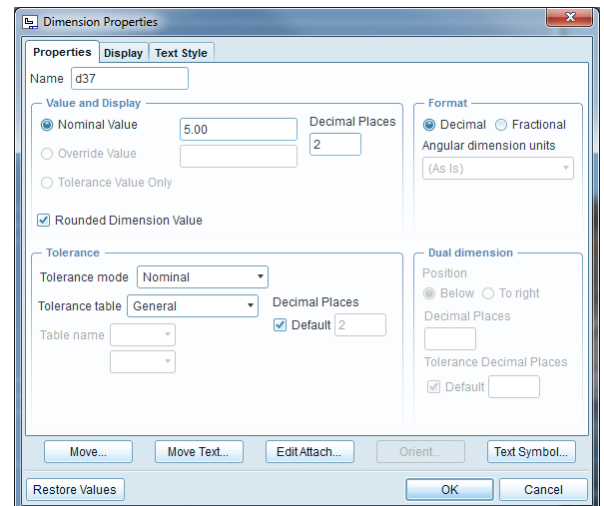 Dimension Properties
Properties Display Text Style
Name d37
Value and Display
Nominal Value 5.00 Decimal Places
2
Override Value
Tolerance Value Only
Rounded Dimension Value
Format
Decimal Fractional
Angular dimension units
(As Is)
Tolerance
Tolerance mode Nominal
Tolerance table General Decimal Places
Default 2
Table name
Dual dimension
Position
Below To right
Decimal Places
Tolerance Decimal Places
Default
Move... Move Text... Edit Attach... Orient... Text Symbol...
Restore Values OK Cancel